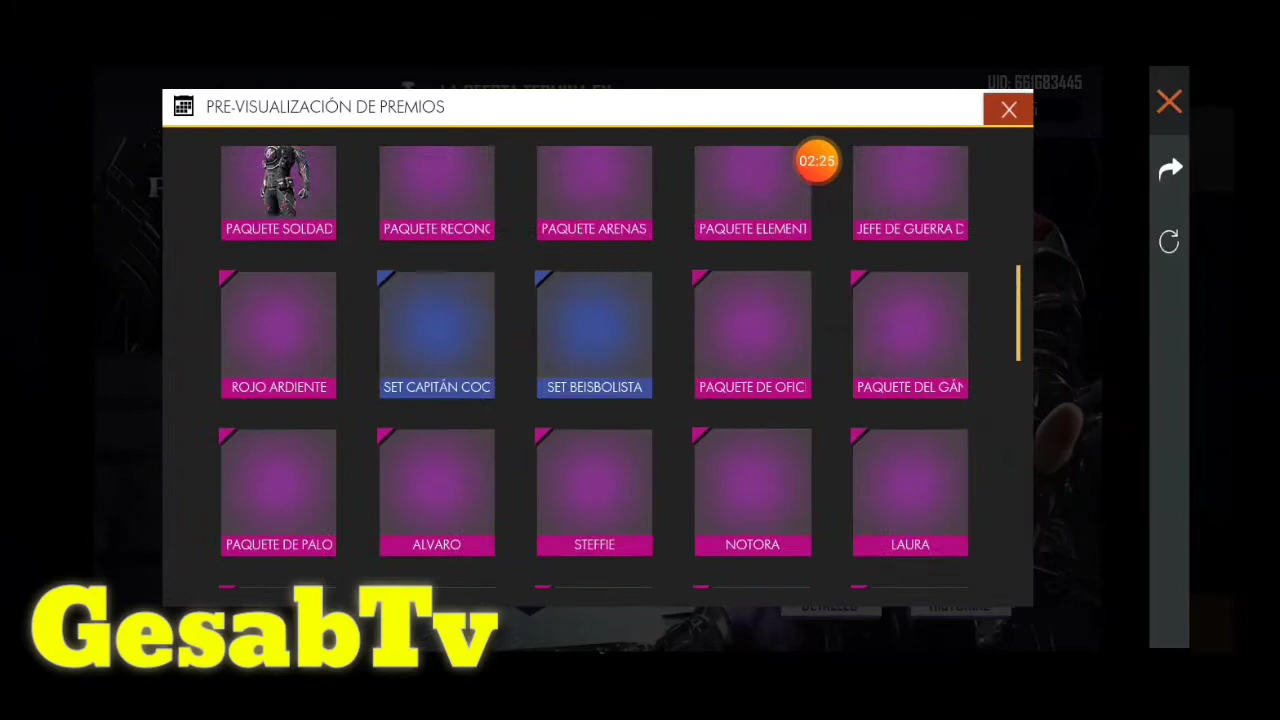 UID: 661683445
PRE-VISUALIZACIÓN DE PREMIOS
02:25
PAQUETE SOLDAD
PAQUETE RECONO
PAQUETE ARENAS
PAQUETE ELEMENT
JEFE DE GUERRA D
ROJO ARDIENTE
SET CAPITÁN COC
SET BEISBOLISTA
PAQUETE DE OFIC
PAQUETE DEL GÁN
PAQUETE DE PALO
ALVARO
STEFFIE
NOTORA
LAURA
GesabTv